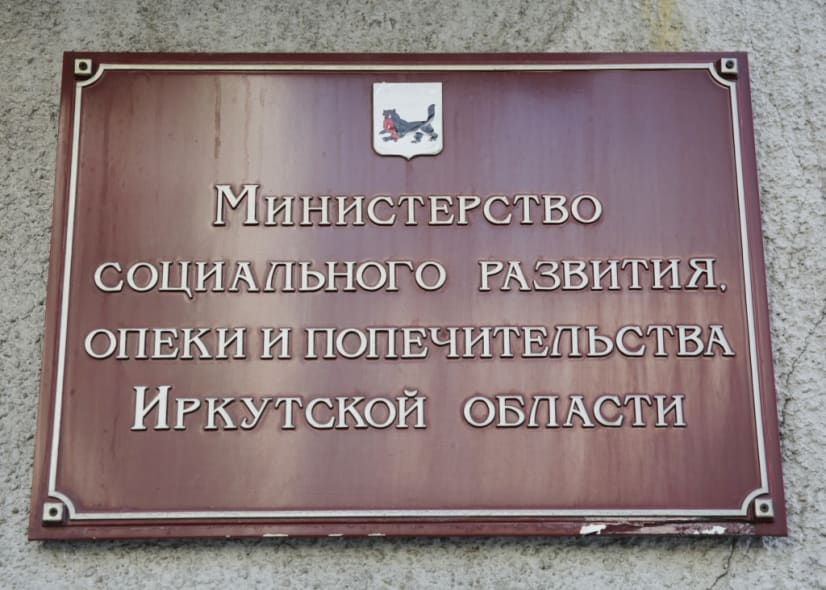 Министерство
социального развития,
опеки и попечительства
Иркутской области